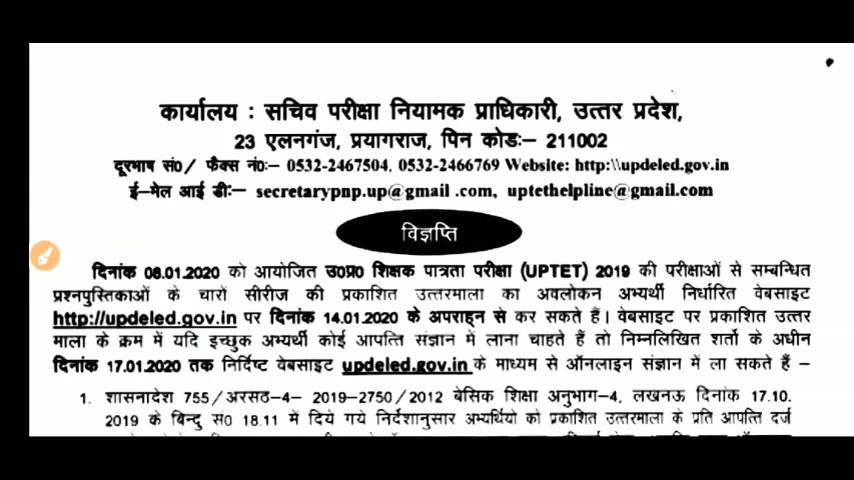 कार्यालय : सचिव परीक्षा नियामक प्राधिकारी, उत्तर प्रदेश,
23 एलनगंज, प्रयागराज, पिन कोडः– 211002
दूरभाष सं0/ फैक्स नं0:– 0532-2467504, 0532-2466769 Website: http:\\updeled.gov.in
ई–मेल आई डीः– secretarypnp.up@gmail .com, uptethelpline@gmail.com
विज्ञप्ति
दिनांक 08.01.2020 को आयोजित उ0प्र0 शिक्षक पात्रता परीक्षा (UPTET) 2019 की परीक्षाओं से सम्बन्धित
प्रश्नपुस्तिकाओं के चारों सीरीज की प्रकाशित उत्तरमाला का अवलोकन अभ्यर्थी निर्धारित वेबसाइट
http://updeled.gov.in पर दिनांक 14.01.2020 के अपराह्न से कर सकते हैं। वेबसाइट पर प्रकाशित उत्तर
माला के क्रम में यदि इच्छुक अभ्यर्थी कोई आपत्ति संज्ञान में लाना चाहते हैं तो निम्नलिखित शर्तो के अधीन
दिनांक 17.01.2020 तक निर्दिष्ट वेबसाइट updeled.gov.in के माध्यम से ऑनलाइन संज्ञान में ला सकते हैं –
1. शासनादेश 755/अरसठ–4– 2019–2750/2012 बेसिक शिक्षा अनुभाग–4, लखनऊ दिनांक 17.10.
2019 के बिन्दु सं0 18.11 में दिये गये निर्देशानुसार अभ्यर्थियो को प्रकाशित उत्तरमाला के प्रति आपत्ति दर्ज